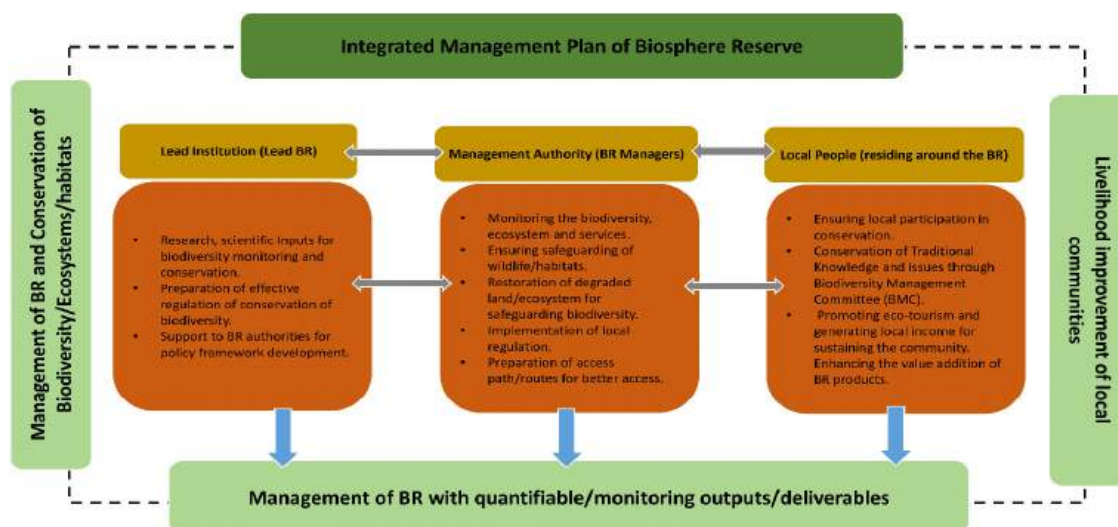 Integrated Management Plan of Biosphere Reserve
Management of BR and Conservation of
Biodiversity/Ecosystems/habitats
Lead Institution (Lead BR)
Management Authority (BR Managers)
Local People (residing around the BR)
• Research, scientific inputs for
biodiversity monitoring and
conservation.
• Preparation of effective
regulation of conservation of
biodiversity.
• Support to BR authorities for
policy framework development.
• Monitoring the biodiversity,
ecosystem and services.
• Ensuring safeguarding of
wildlife/habitats.
• Restoration of degraded
land/ecosystem for
safeguarding biodiversity.
• Implementation of local
regulation.
• Preparation of access
path/routes for better access.
• Ensuring local participation in
conservation.
• Conservation of Traditional
Knowledge and issues through
Biodiversity Management
Committee (BMC).
• Promoting eco-tourism and
generating local income for
sustaining the community.
Enhancing the value addition of
BR products.
Livelihood improvement of local
communities
Management of BR with quantifiable/monitoring outputs/deliverables